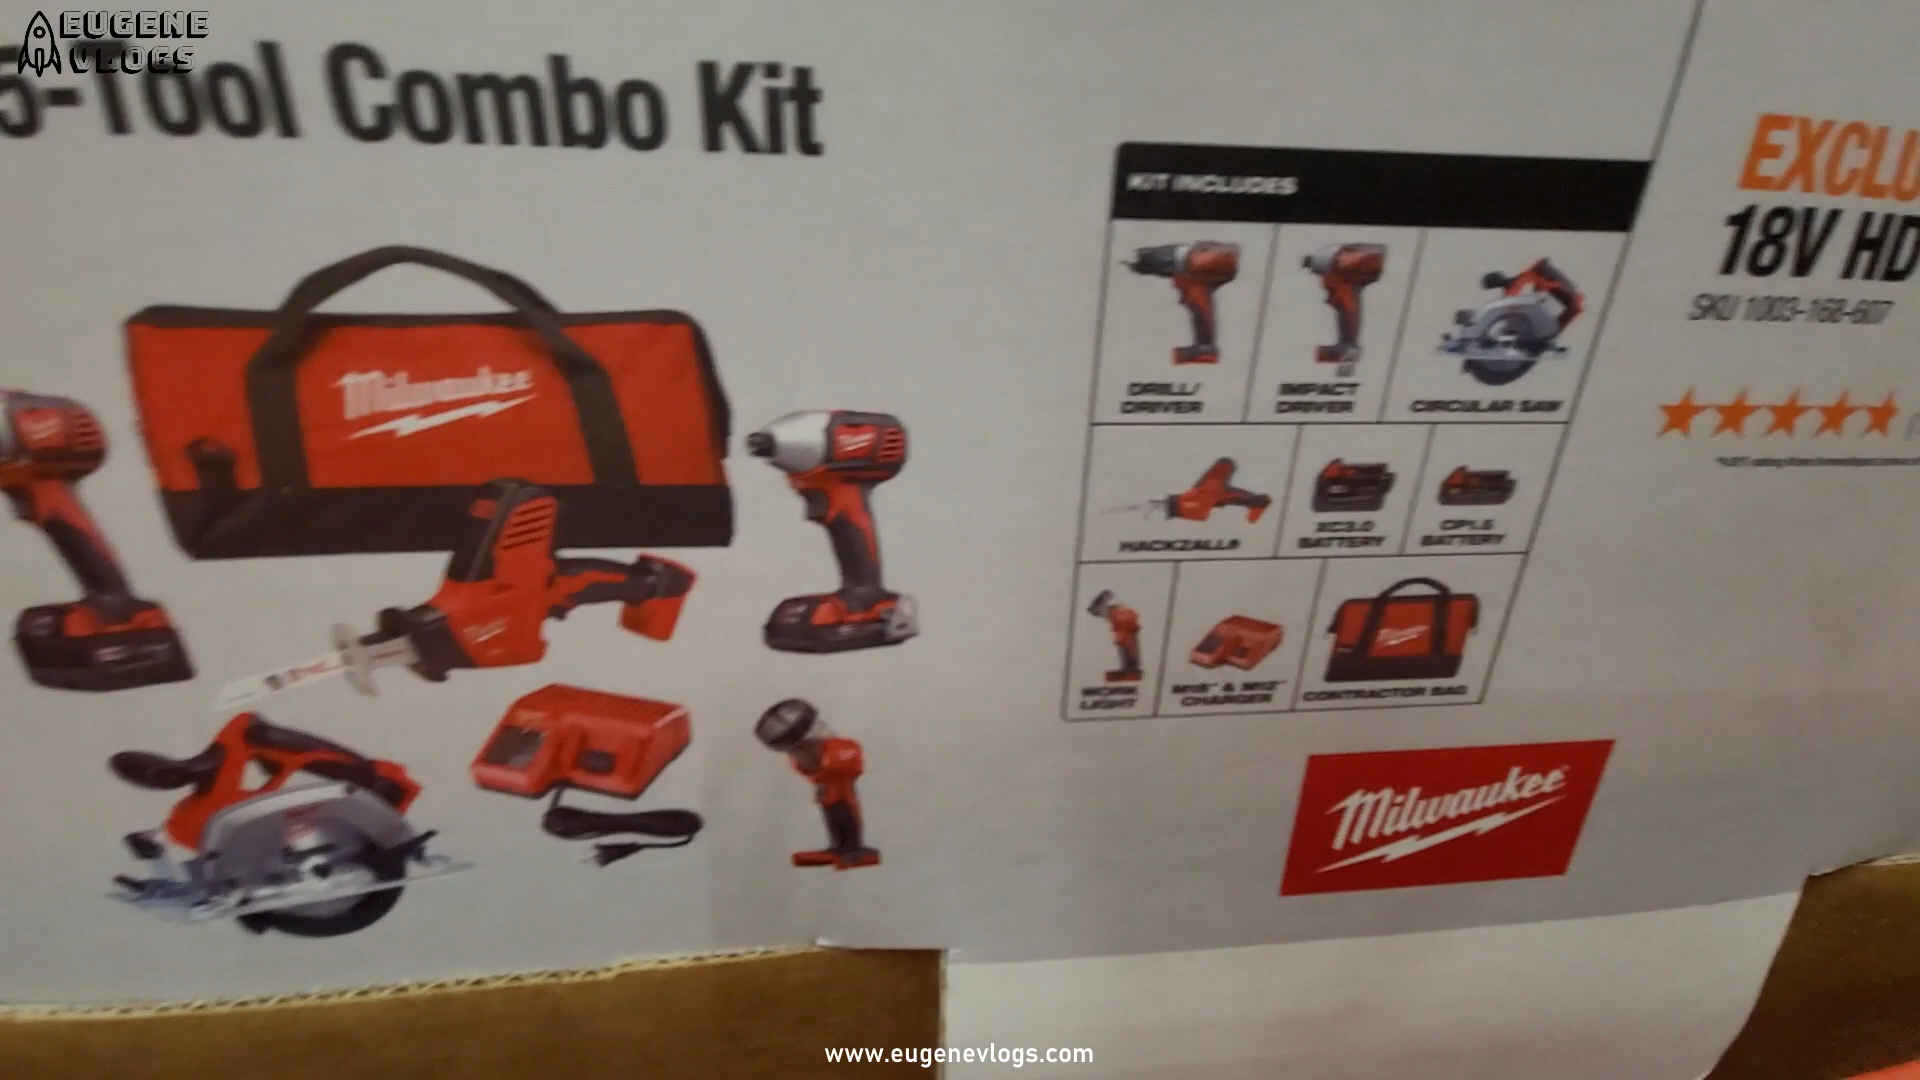 EUGENE
VLOGS
5-Tool Combo Kit
Milwaukee
KIT INCLUDES
DRILL/
DRIVER
IMPACT
DRIVER
CIRCULAR SAW
HACKZALL®
XC3.0
BATTERY
CP1.5
BATTERY
WORK
LIGHT
M18™ & M12™
CHARGER
CONTRACTOR BAG
Milwaukee
EXCLU
18V HD
SKU 1003-168-607
www.eugenevlogs.com